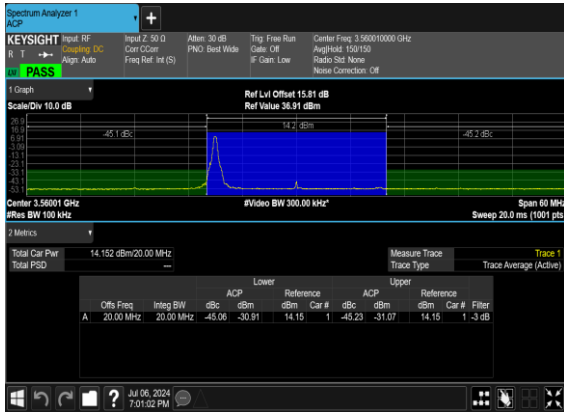 Spectrum Analyzer 1
ACP
+
KEYSIGHT Input: RF Input Z: 50 Ω Atten: 30 dB Trig: Free Run Center Freq: 3.560010000 GHz
R T Coupling: DC Corr CCorr PNO: Best Wide Gate: Off Avg|Hold: 150/150
Align: Auto Freq Ref: Int (S) IF Gain: Low Radio Std: None
PASS Noise Correction: Off
1 Graph
Ref Lvl Offset 15.81 dB
Scale/Div 10.0 dB Ref Value 36.91 dBm
26.9
16.9 -45.1 dBc 14.2 dBm -45.2 dBc
6.91
-3.09
-13.1
-23.1
-33.1
-43.1
-53.1
Center 3.56001 GHz #Video BW 300.00 kHz* Span 60 MHz
#Res BW 100 kHz Sweep 20.0 ms (1001 pts
2 Metrics
Total Car Pwr 14.152 dBm/20.00 MHz Measure Trace Trace 1
Total PSD --- Trace Type Trace Average (Active)
Lower Upper
ACP Reference ACP Reference
Offs Freq Integ BW dBc dBm dBm Car # dBc dBm dBm Car # Filter
A 20.00 MHz 20.00 MHz -45.06 -30.91 14.15 1 -45.23 -31.07 14.15 1 -3 dB
? Jul 06, 2024
7:01:02 PM